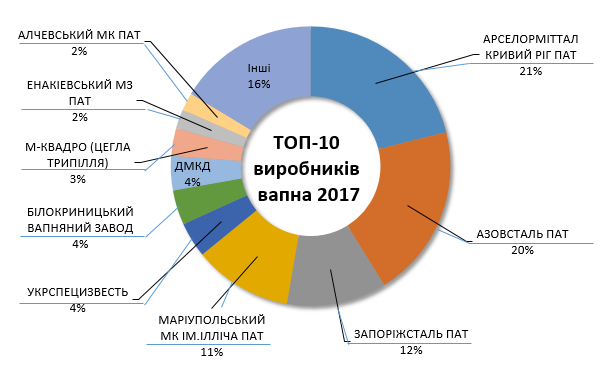 ТОП-10
виробників
вапна 2017
АРСЕЛОРМІТТАЛ
КРИВИЙ РІГ ПАТ
21%
АЗОВСТАЛЬ ПАТ
20%
ЗАПОРІЖСТАЛЬ ПАТ
12%
МАРІУПОЛЬСЬКИЙ
МК ІМ.ІЛЛІЧА ПАТ
11%
УКРСПЕЦИЗВЕСТЬ
4%
БІЛОКРИНИЦЬКИЙ
ВАПНЯНИЙ ЗАВОД
4%
ДМКД
4%
М-КВАДРО (ЦЕГЛА
ТРИПІЛЛЯ)
3%
ЕНАКІЕВСЬКИЙ МЗ
ПАТ
2%
АЛЧЕВСЬКИЙ МК ПАТ
2%
Інші
16%